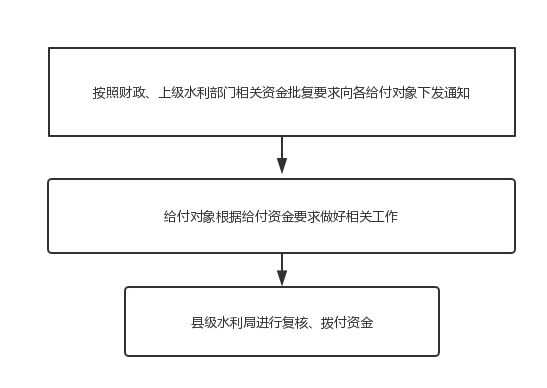 按照财政、上级水利部门相关资金批复要求向各给付对象下发通知
给付对象根据给付资金要求做好相关工作
县级水利局进行复核、拨付资金